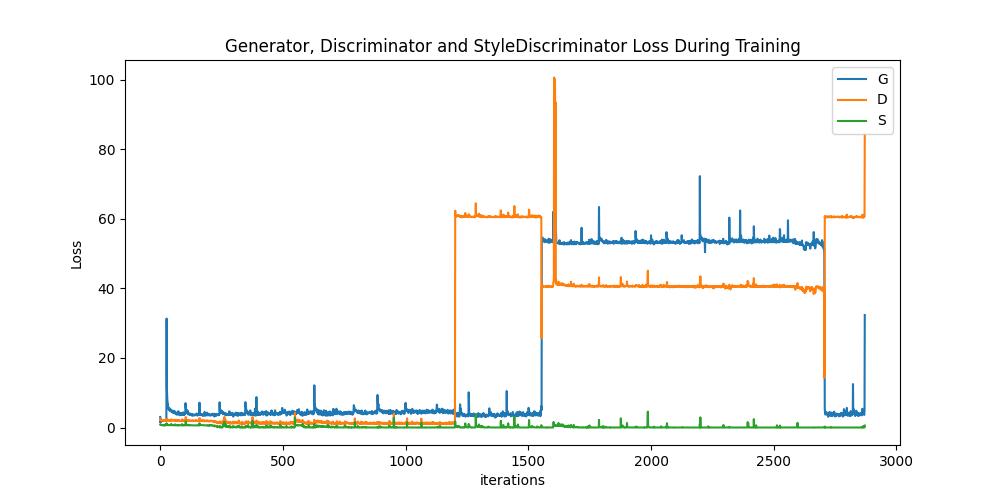 Generator, Discriminator and StyleDiscriminator Loss During Training
G
D
S
100
80
60
40
20
0
Loss
0 500 1000 1500 2000 2500 3000
iterations